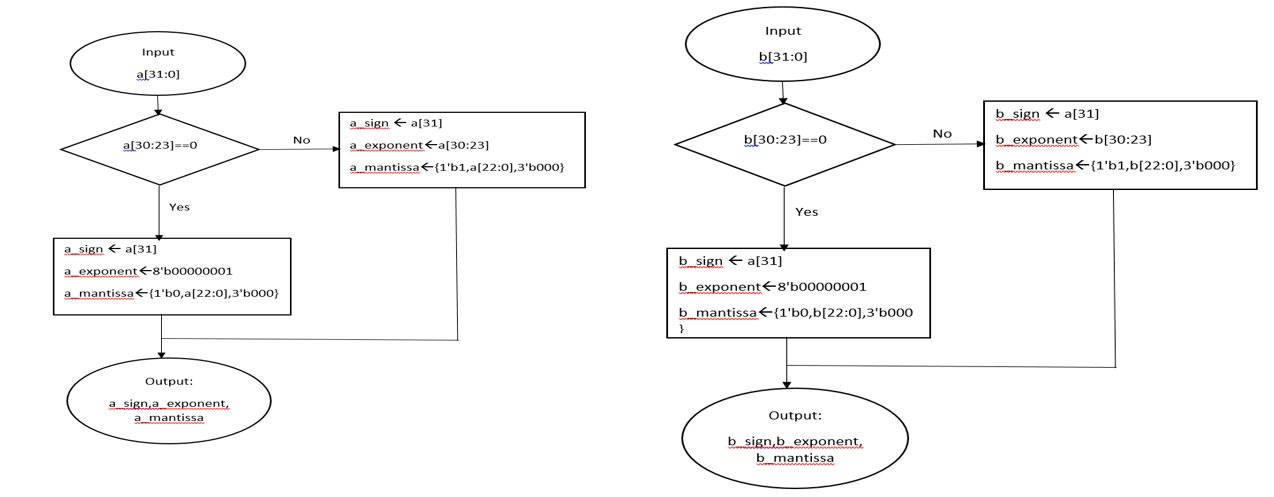 Input
a[31:0]
a[30:23]==0
No
a_sign ← a[31]
a_exponent←a[30:23]
a_mantissa←{1'b1,a[22:0],3'b000}
Yes
a_sign ← a[31]
a_exponent←8'b00000001
a_mantissa←{1'b0,a[22:0],3'b000}
Output:
a_sign,a_exponent,
a_mantissa
Input
b[31:0]
b[30:23]==0
No
b_sign ← a[31]
b_exponent←b[30:23]
b_mantissa←{1'b1,b[22:0],3'b000}
Yes
b_sign ← a[31]
b_exponent←8'b00000001
b_mantissa←{1'b0,b[22:0],3'b000
}
Output:
b_sign,b_exponent,
b_mantissa